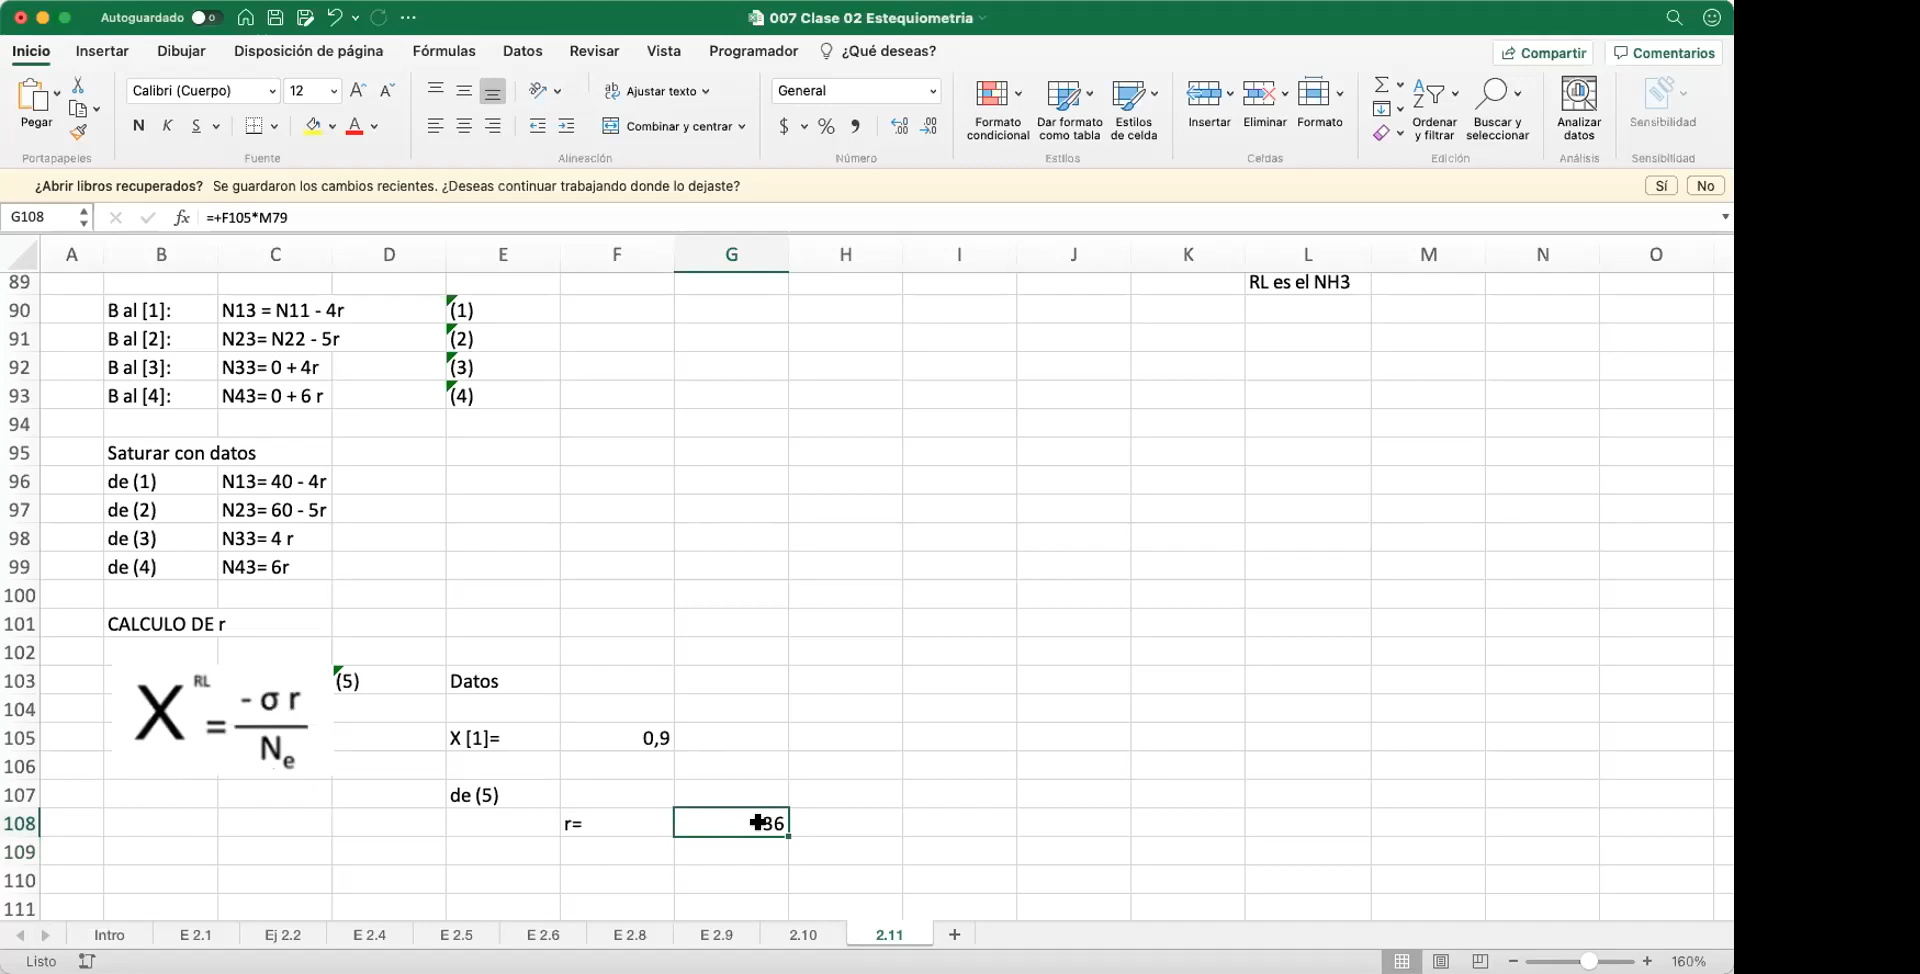 Autoguardado
007 Clase 02 Estequiometria
Inicio Insertar Dibujar Disposición de página Fórmulas Datos Revisar Vista Programador ¿Qué deseas? Compartir Comentarios
Pegar
Portapapeles
Calibri (Cuerpo) 12
N K S
Fuente
Ajustar texto
Combinar y centrar
Alineación
General
$ %
Número
Formato condicional
Dar formato como tabla
Estilos de celda
Estilos
Insertar Eliminar Formato
Celdas
Ordenar y filtrar
Buscar y seleccionar
Edición
Analizar datos
Análisis
Sensibilidad
Sensibilidad
¿Abrir libros recuperados? Se guardaron los cambios recientes. ¿Deseas continuar trabajando donde lo dejaste? Sí No
G108 fx =+F105*M79
A B C D E F G H I J K L M N O
89 RL es el NH3
90 B al [1]: N13 = N11 - 4r (1)
91 B al [2]: N23= N22 - 5r (2)
92 B al [3]: N33= 0 + 4r (3)
93 B al [4]: N43= 0 + 6 r (4)
94
95 Saturar con datos
96 de (1) N13= 40 - 4r
97 de (2) N23= 60 - 5r
98 de (3) N33= 4 r
99 de (4) N43= 6r
100
101 CALCULO DE r
102
103 (5) Datos
X RL = - σ r / Ne
104
105 X [1]= 0,9
106
107 de (5)
108 r= 36
109
110
111
Intro E 2.1 Ej 2.2 E 2.4 E 2.5 E 2.6 E 2.8 E 2.9 2.10 2.11 +
Listo 160%